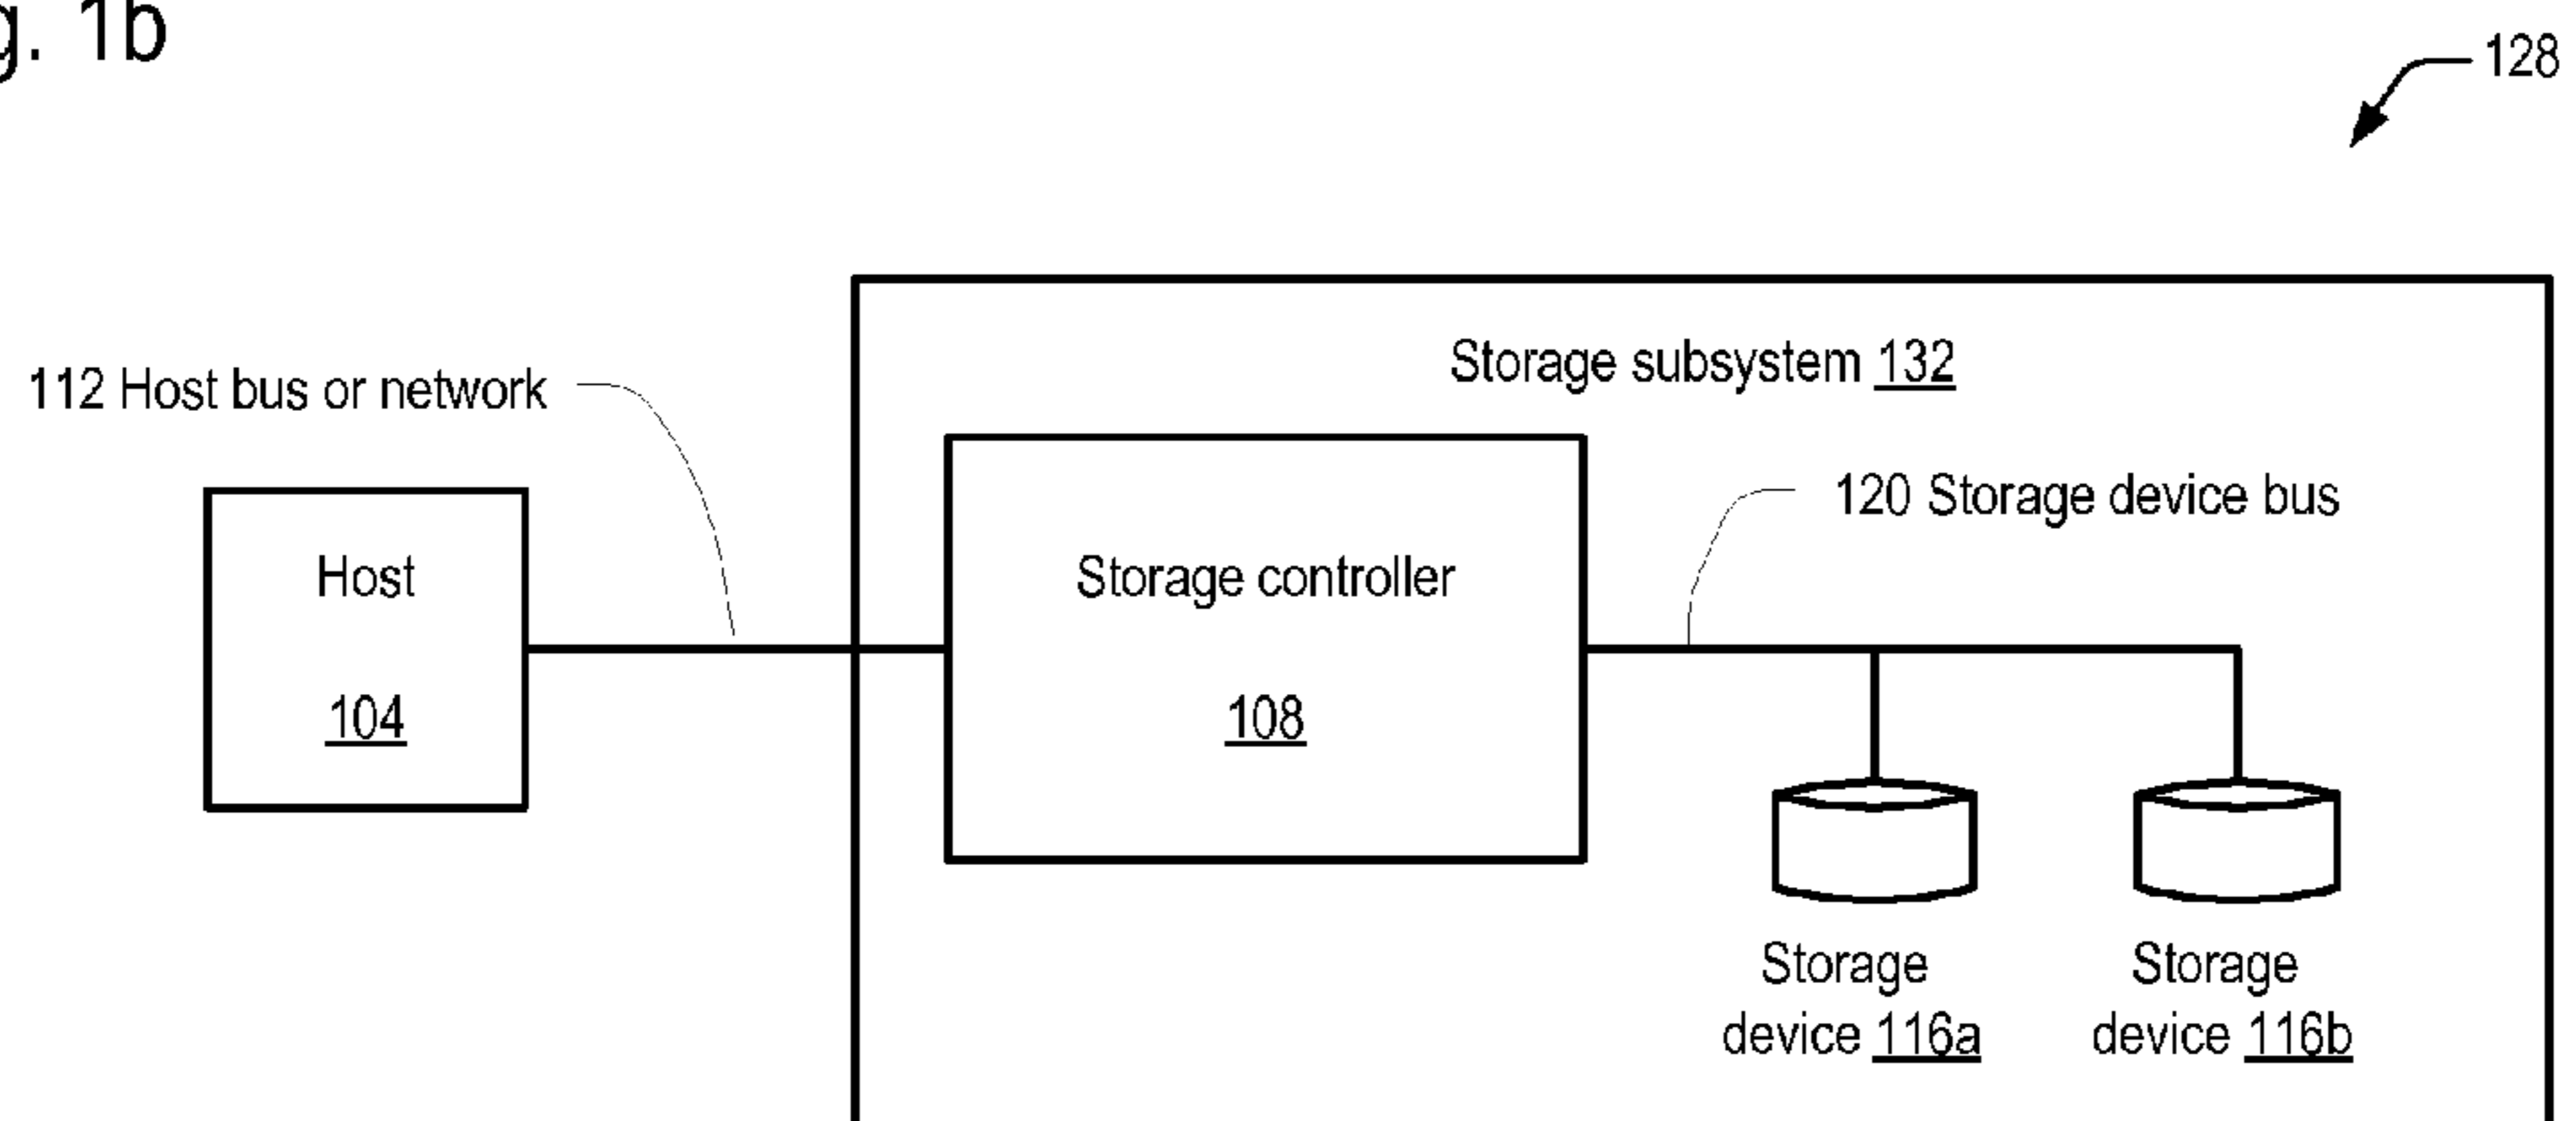 g. 1b
128
Storage subsystem 132
112 Host bus or network
120 Storage device bus
Host
104
Storage controller
108
Storage
device 116a
Storage
device 116b